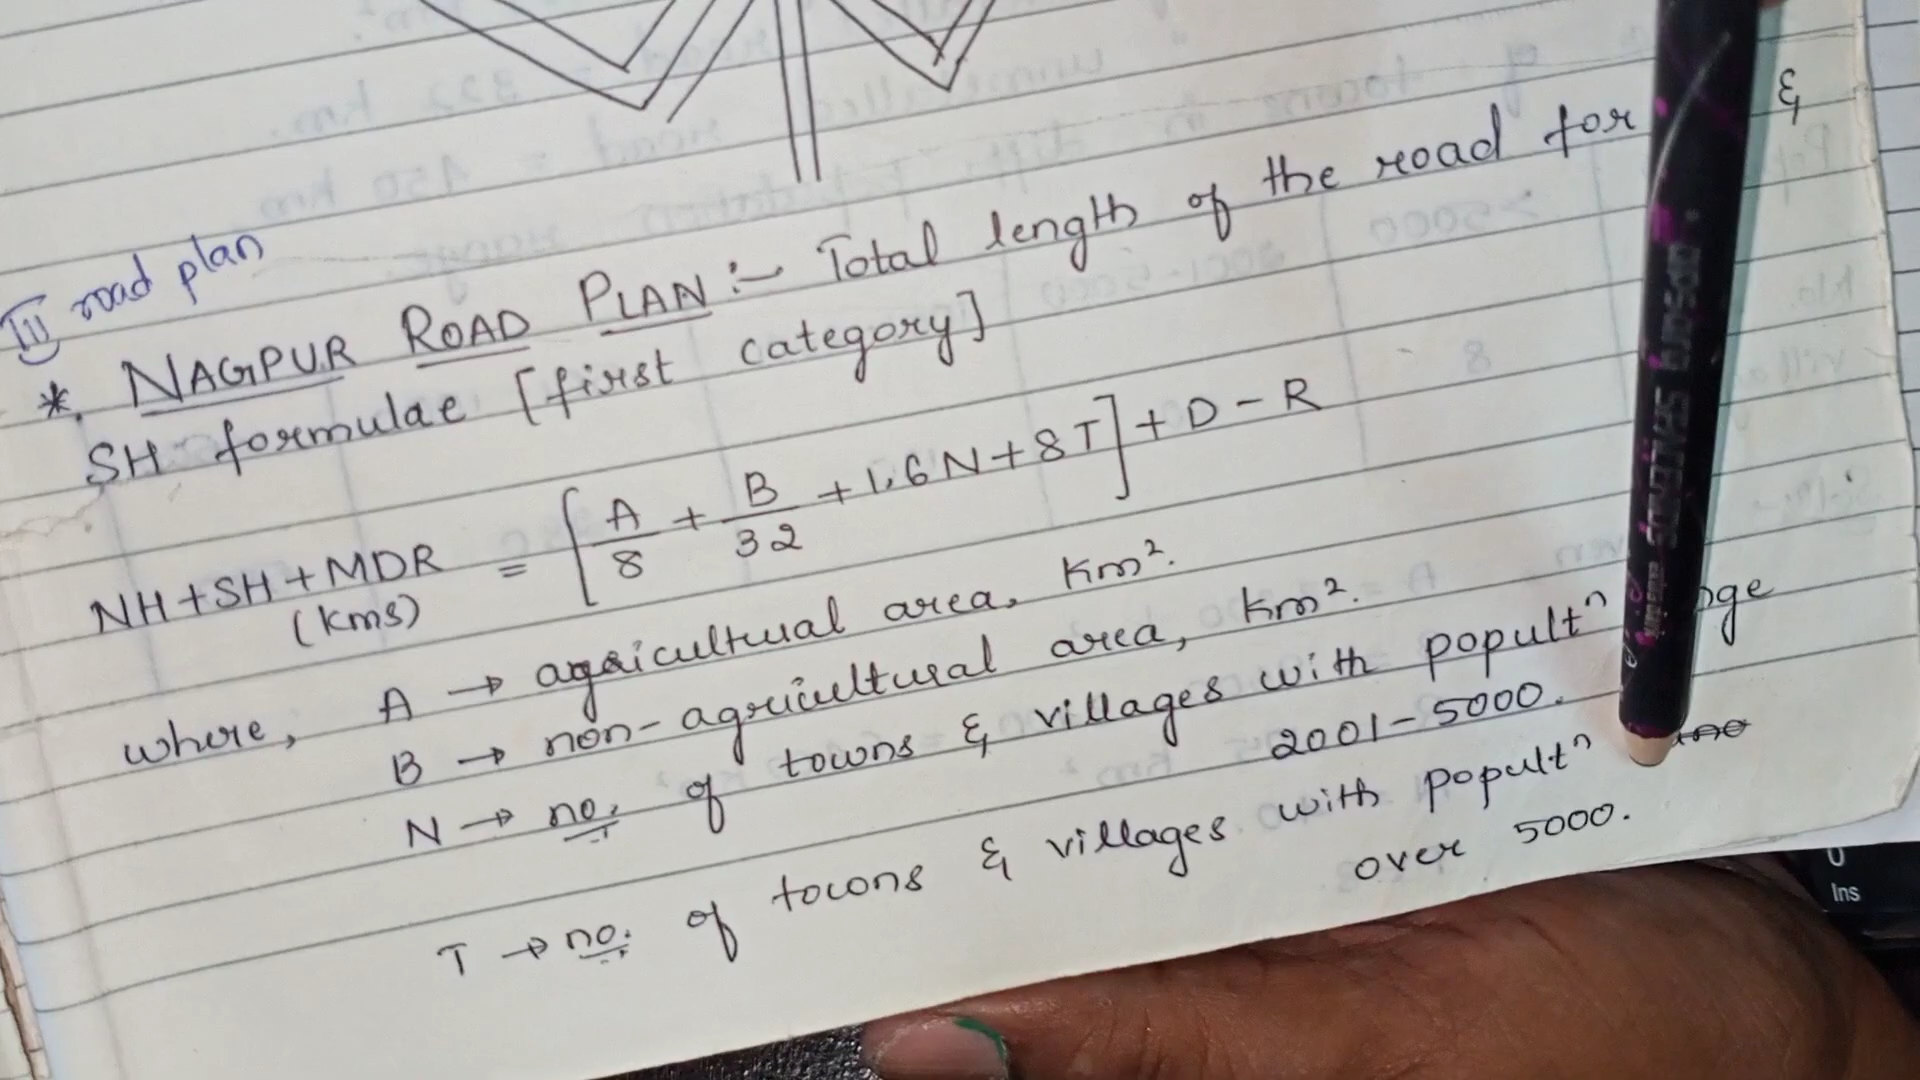 III road plan
*. NAGPUR ROAD PLAN :- Total length of the road for &
SH formulae [first category]
NH+SH+MDR = [A/8 + B/32 + 1.6N+8T] + D - R
(kms)
where, A → agricultrual area, km².
B → non-agricultural area, km².
N → no. of towns & villages with popultⁿ
2001-5000.
T → no. of towns & villages with popultⁿ
over 5000.
Ins